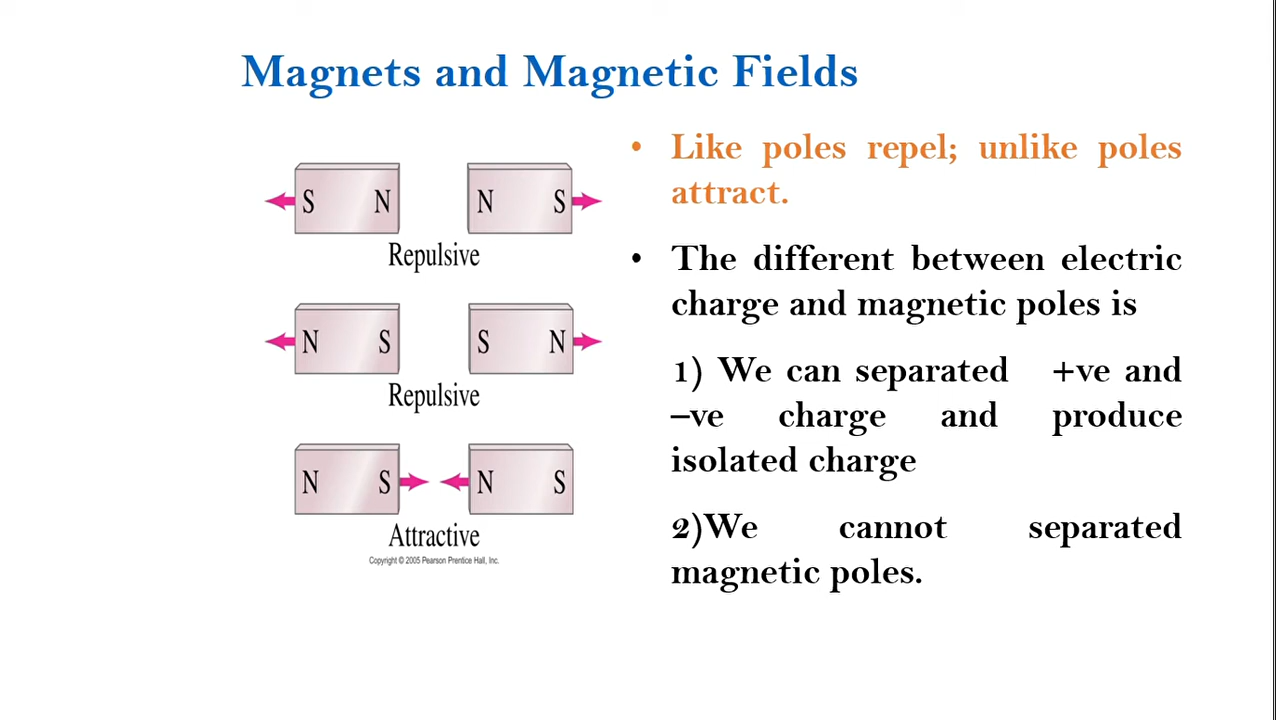 Magnets and Magnetic Fields
S N N S
Repulsive
N S S N
Repulsive
N S N S
Attractive
Copyright © 2005 Pearson Prentice Hall, Inc.
• Like poles repel; unlike poles
attract.
• The different between electric
charge and magnetic poles is
1) We can separated +ve and
–ve charge and produce
isolated charge
2)We cannot separated
magnetic poles.